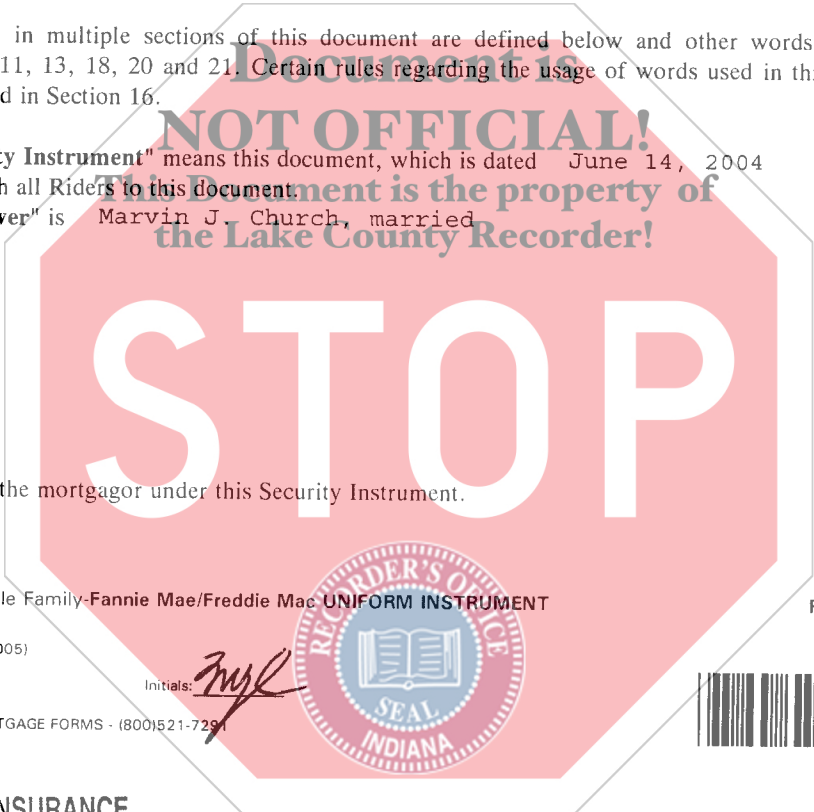 in multiple sections of this document are defined below and other words
11, 13, 18, 20 and 21. Certain rules regarding the usage of words used in
d in Section 16.
Document is
NOT OFFICIAL!
ty Instrument" means this document, which is dated June 14, 2004
h all Riders to this document.
This Document is the property of
ver" is Marvin J. Church, married
the Lake County Recorder!
STOP
the mortgagor under this Security Instrument.
le Family-Fannie Mae/Freddie Mac UNIFORM INSTRUMENT
005)
Initials:
TGAGE FORMS - (800)521-7291
RECORDER'S OFFICE
SEAL
INDIANA
NSURANCE